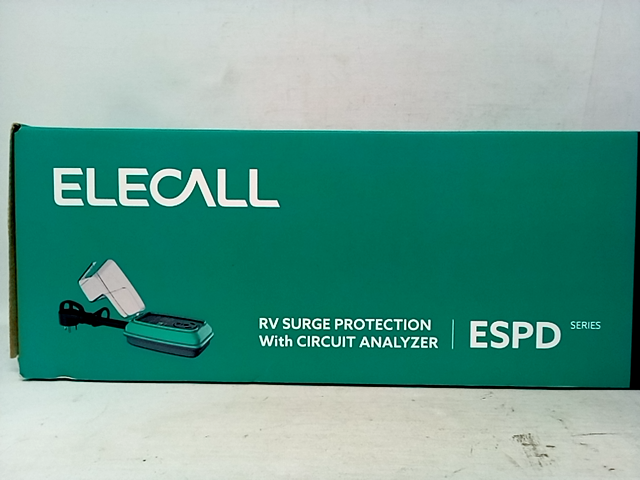 ELECALL
RV SURGE PROTECTION
With CIRCUIT ANALYZER
ESPD SERIES